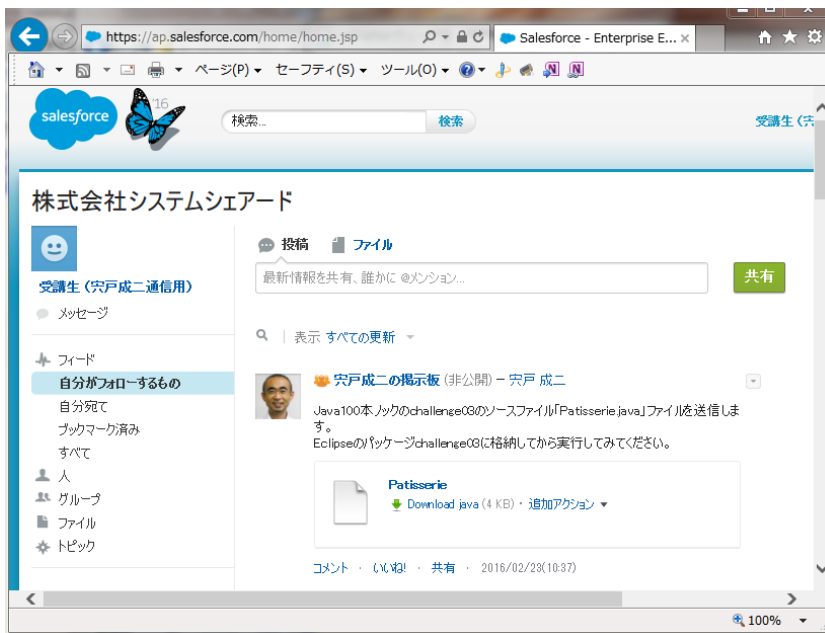 https://ap.salesforce.com/home/home.jsp
Salesforce - Enterprise E...
ページ(P) セーフティ(S) ツール(O)
salesforce
'16
検索...
検索
受講生 (宍
株式会社システムシェアード
投稿 ファイル
最新情報を共有、誰かに @メンション...
共有
受講生 (宍戸成二通信用)
メッセージ
表示 すべての更新
フィード
自分がフォローするもの
自分宛て
ブックマーク済み
すべて
人
グループ
ファイル
トピック
宍戸成二の掲示板 (非公開) – 宍戸 成二
Java100本ノックのchallenge03のソースファイル「Patisserie.java」ファイルを送信しま
す。
Eclipseのパッケージchallenge03に格納してから実行してみてください。
Patisserie
Download java (4 KB) · 追加アクション
コメント · いいね! · 共有 · 2016/02/23(10:37)
100%